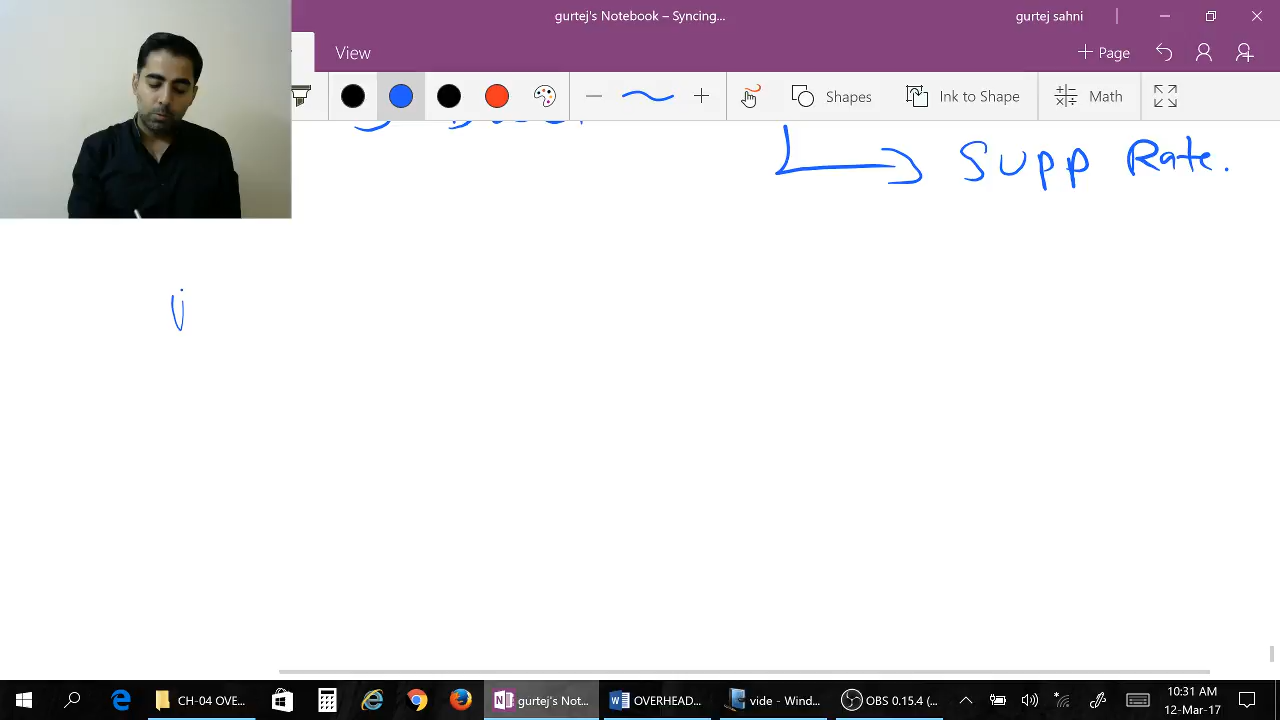 gurtej's Notebook – Syncing...
gurtej sahni
View
Page
Shapes
Ink to Shape
Math
Supp Rate.
CH-04 OVE...
gurtej's Not...
OVERHEAD...
vide - Wind...
OBS 0.15.4 (...
10:31 AM
12-Mar-17